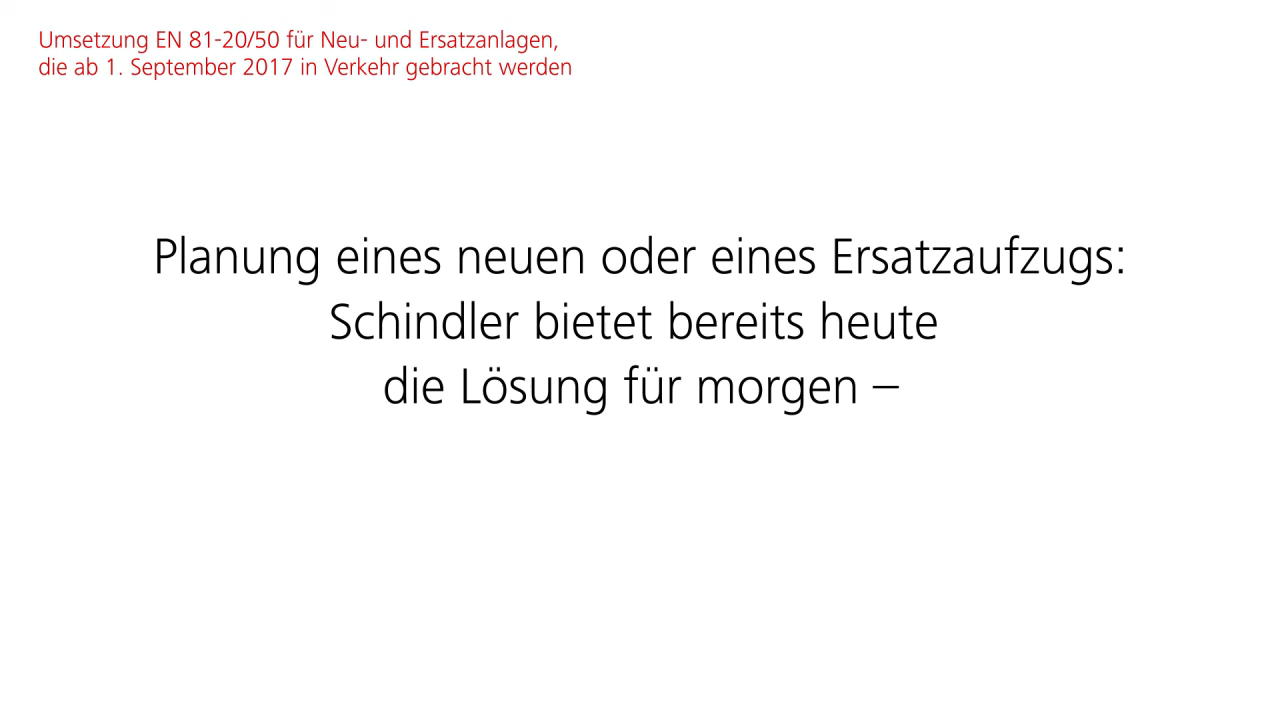 Umsetzung EN 81-20/50 für Neu- und Ersatzanlagen,
die ab 1. September 2017 in Verkehr gebracht werden
Planung eines neuen oder eines Ersatzaufzugs:
Schindler bietet bereits heute
die Lösung für morgen –